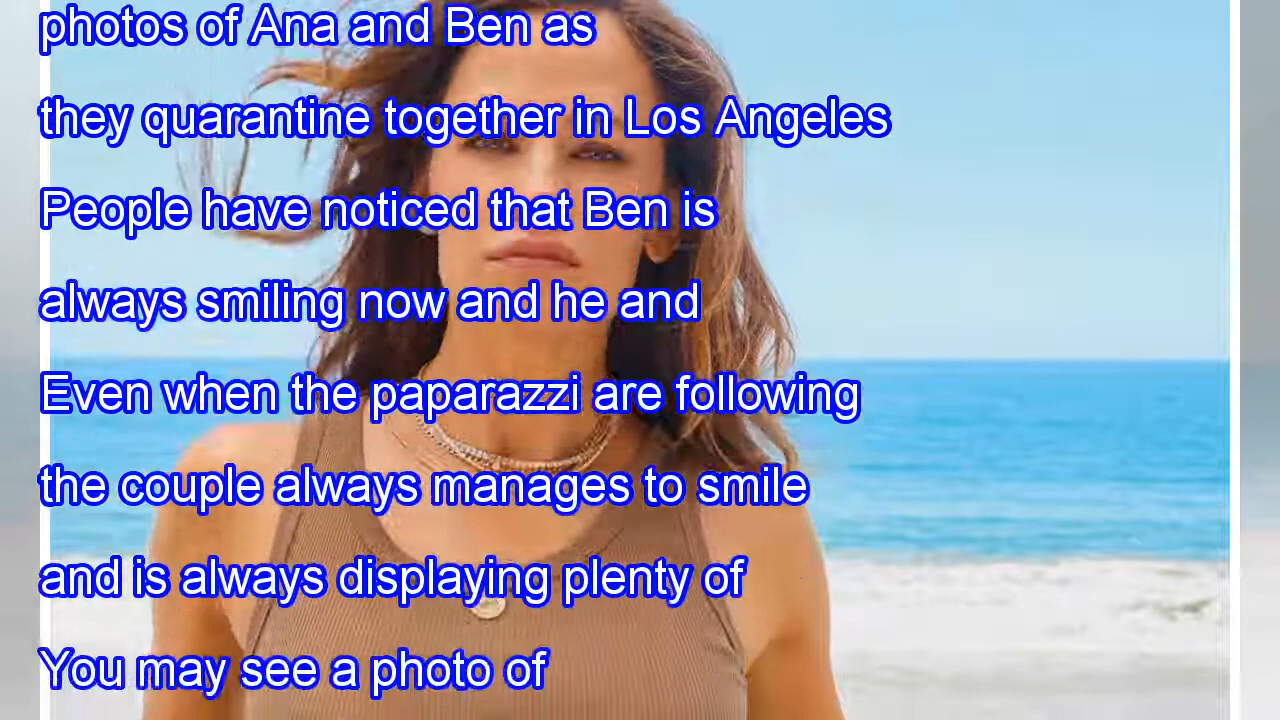 photos of Ana and Ben as
they quarantine together in Los Angeles
People have noticed that Ben is
always smiling now and he and
Even when the paparazzi are following
the couple always manages to smile
and is always displaying plenty of
You may see a photo of